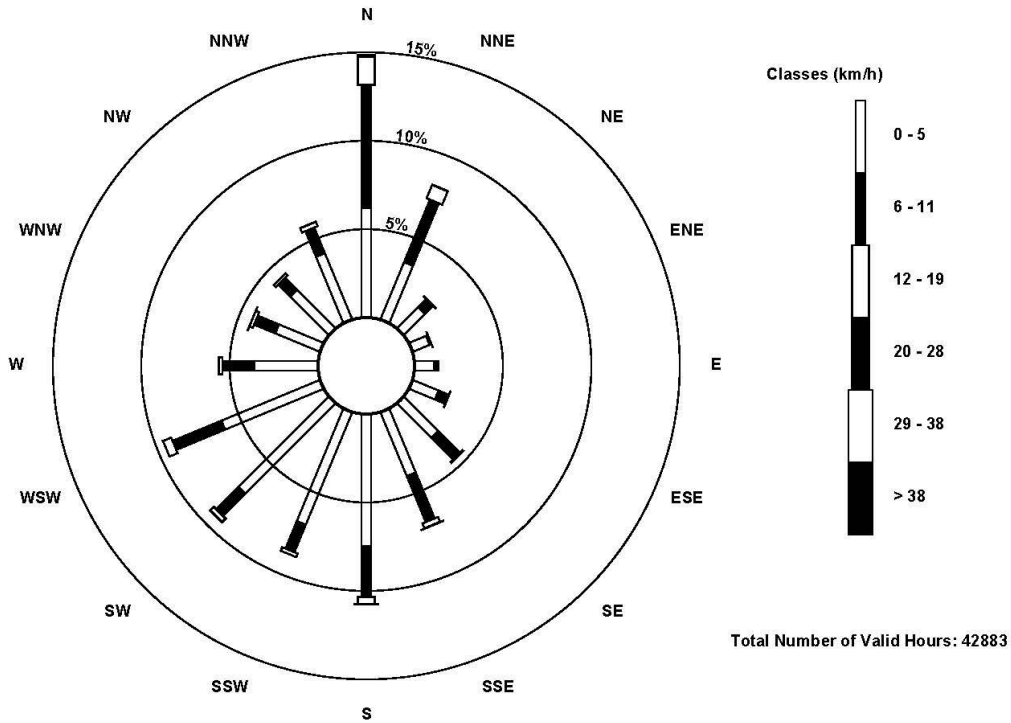 N
NNW
NNE
15%
Classes (km/h)
NW
NE
0 - 5
10%
6 - 11
5%
WNW
ENE
12 - 19
20 - 28
W
E
29 - 38
WSW
ESE
> 38
SW
SE
Total Number of Valid Hours: 42883
SSW
SSE
S